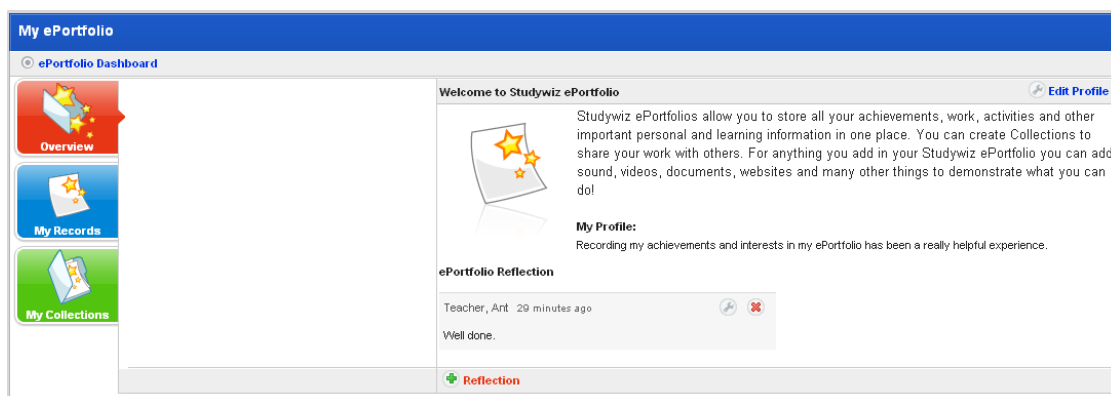 My ePortfolio
ePortfolio Dashboard
Overview
My Records
My Collections
Welcome to Studywiz ePortfolio
Edit Profile
Studywiz ePortfolios allow you to store all your achievements, work, activities and other
important personal and learning information in one place. You can create Collections to
share your work with others. For anything you add in your Studywiz ePortfolio you can add
sound, videos, documents, websites and many other things to demonstrate what you can
do!
My Profile:
Recording my achievements and interests in my ePortfolio has been a really helpful experience.
ePortfolio Reflection
Teacher, Ant 29 minutes ago
Well done.
Reflection